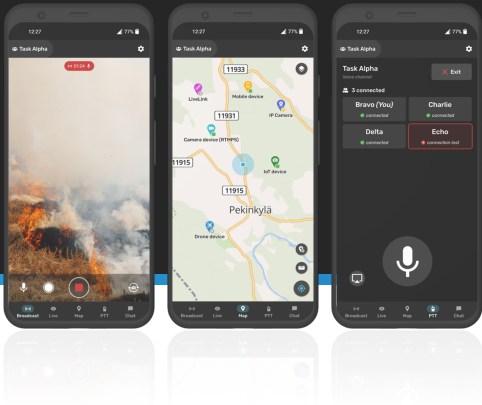 12:27
77%
Task Alpha
01:24
Broadcast
Live
Map
PTT
Chat
12:27
77%
Task Alpha
11933
LiveLink
Mobile device
IP Camera
11931
Camera device (RTMPS)
11915
IoT device
11915
Pekinkylä
Drone device
Broadcast
Live
Map
PTT
Chat
12:27
77%
Task Alpha
Task Alpha
Voice channel
Exit
3 connected
Bravo (You)
connected
Charlie
connected
Delta
connected
Echo
connection lost
Broadcast
Live
Map
PTT
Chat